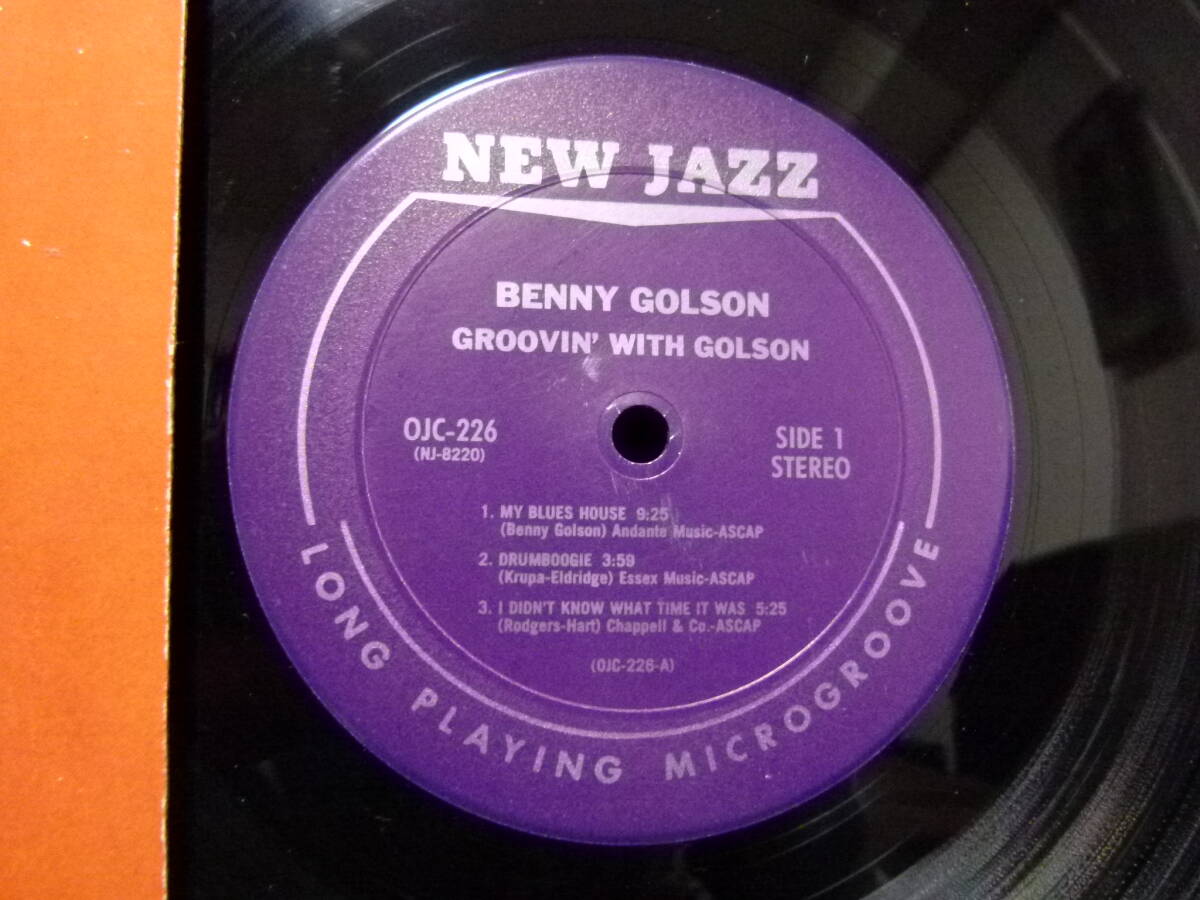 NEW JAZZ
BENNY GOLSON
GROOVIN' WITH GOLSON
OJC-226
(NJ-8220)
SIDE 1
STEREO
1. MY BLUES HOUSE 9:25
(Benny Golson) Andante Music-ASCAP
2. DRUMBOOGIE 3:59
(Krupa-Eldridge) Essex Music-ASCAP
3. I DIDN'T KNOW WHAT TIME IT WAS 5:25
(Rodgers-Hart) Chappell & Co.-ASCAP
(OJC-226-A)
LONG PLAYING MICROGROOVE